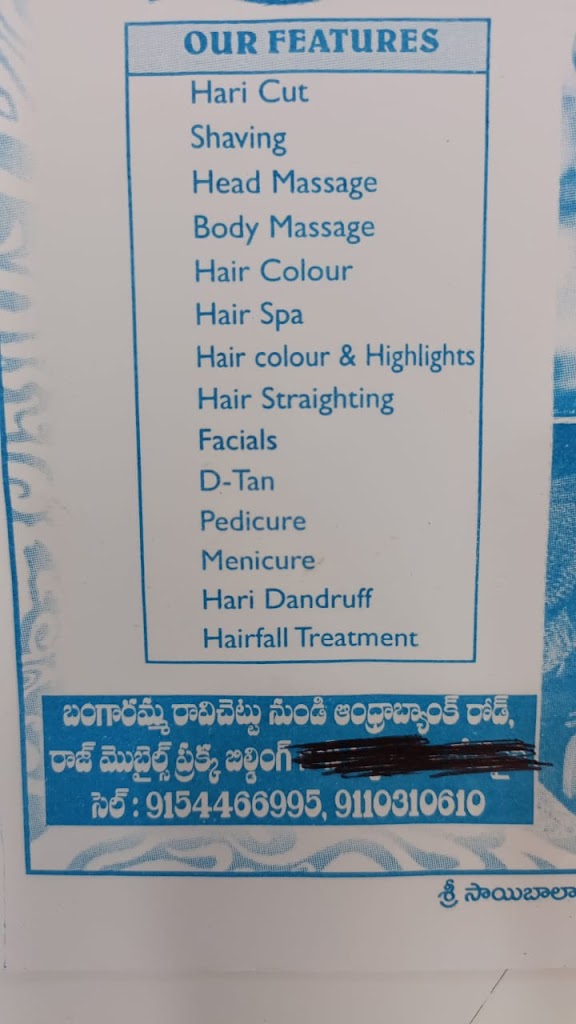 OUR FEATURES
Hari Cut
Shaving
Head Massage
Body Massage
Hair Colour
Hair Spa
Hair colour & Highlights
Hair Straighting
Facials
D-Tan
Pedicure
Menicure
Hari Dandruff
Hairfall Treatment
బంగారమ్మ రావిచెట్టు నుండి ఆంధ్రాబ్యాంక్ రోడ్,
రాజ్ మొబైల్స్ ప్రక్క బిల్డింగ్
సెల్ : 9154466995, 9110310610
శ్రీ సాయిబాలా